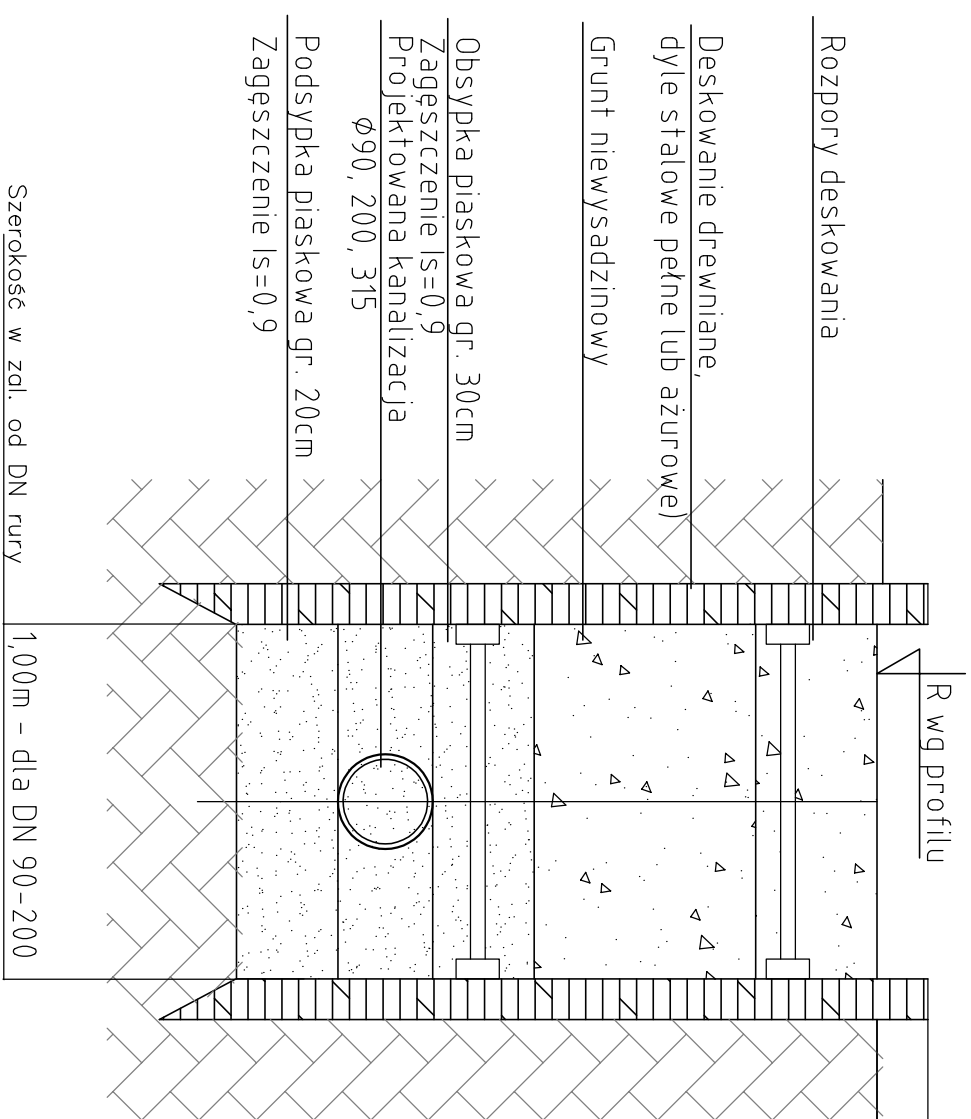 Rozpory deskowania
Deskowanie drewniane,
dyle stalowe pełne lub ażurowe)
Grunt niewysadzinowy
Obsypka piaskowa gr. 30cm
Zagęszczenie Is=0,9
Projektowana kanalizacja
ϕ90, 200, 315
Podsypka piaskowa gr. 20cm
Zagęszczenie Is=0,9
R wg profilu
Szerokość w zal. od DN rury
1,00m - dla DN 90-200